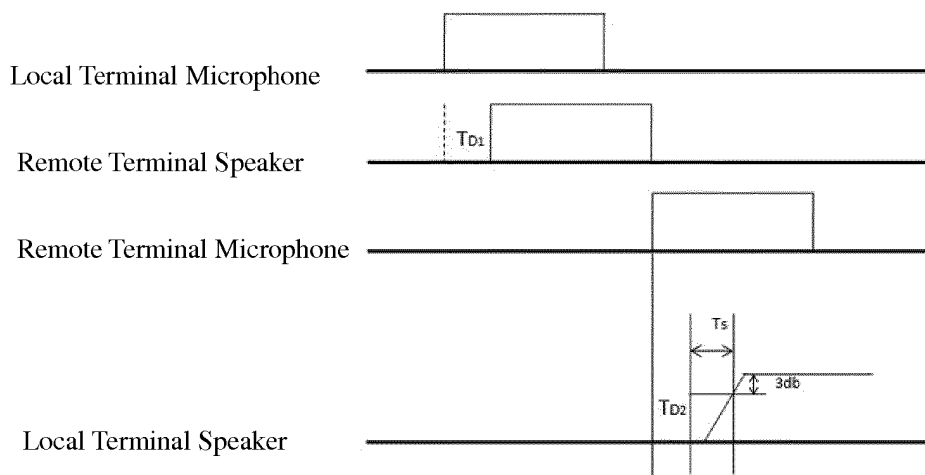 Local Terminal Microphone
TD1
Remote Terminal Speaker
Remote Terminal Microphone
Ts
3db
TD2
Local Terminal Speaker